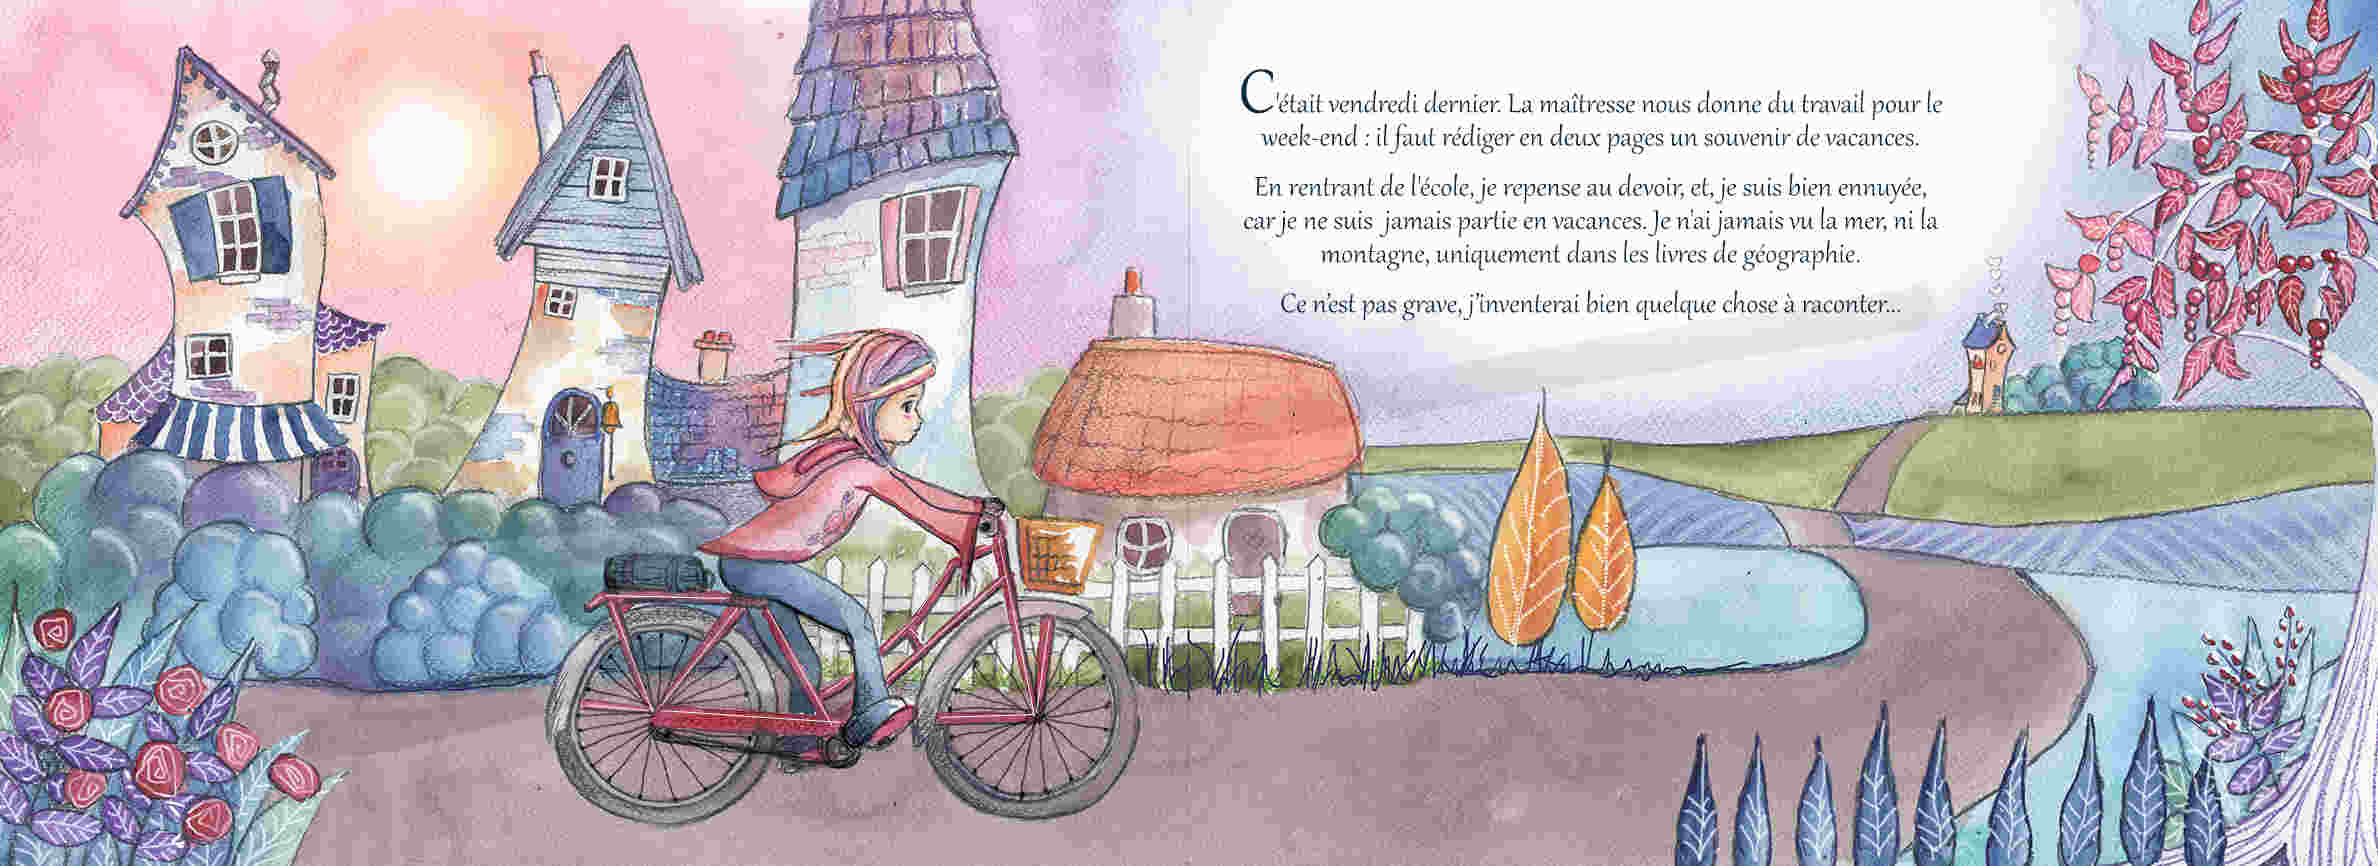 C'était vendredi dernier. La maîtresse nous donne du travail pour le
week-end : il faut rédiger en deux pages un souvenir de vacances.
En rentrant de l'école, je repense au devoir, et, je suis bien ennuyée,
car je ne suis  jamais partie en vacances. Je n'ai jamais vu la mer, ni la
montagne, uniquement dans les livres de géographie.
Ce n'est pas grave, j'inventerai bien quelque chose à raconter...